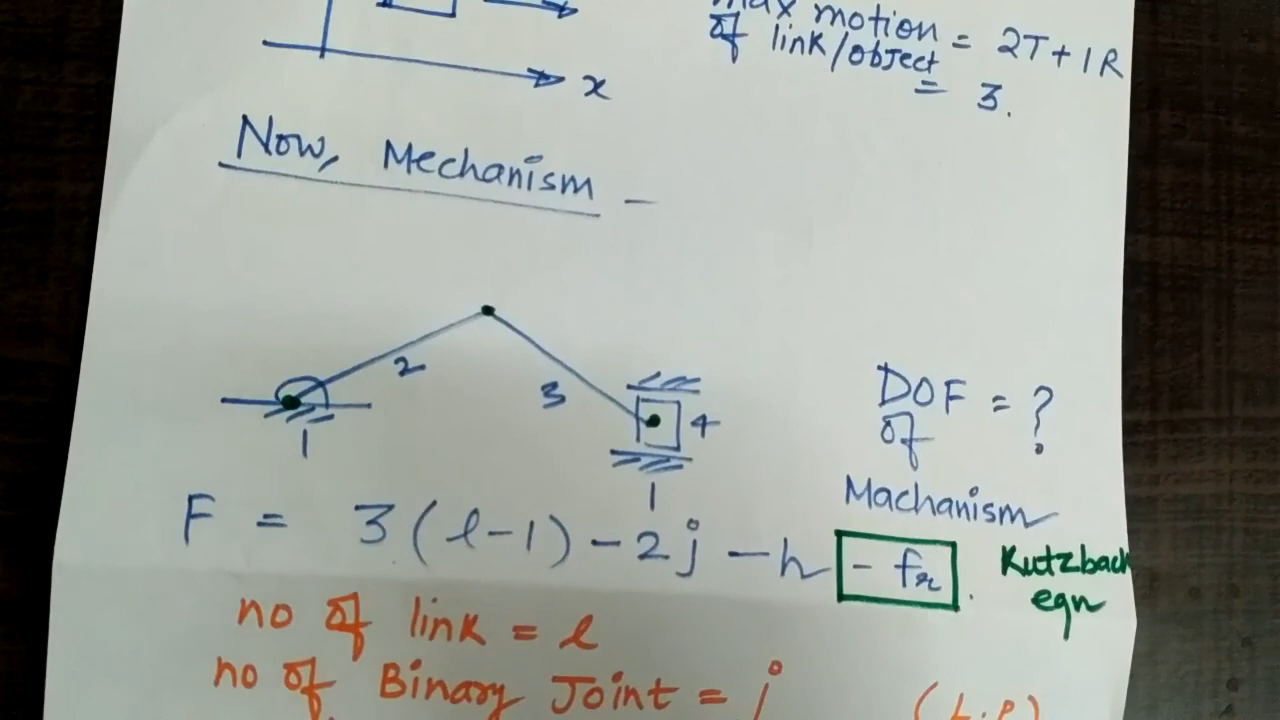 max motion
of link/object = 2T + 1R
= 3.
x
Now, Mechanism -
2
3
4
1
1
DOF = ?
of
Machanism
F = 3(l-1) - 2j - h - fr.
Kutzbach
eqn
no of link = l
no of Binary Joint = j
(L.P)